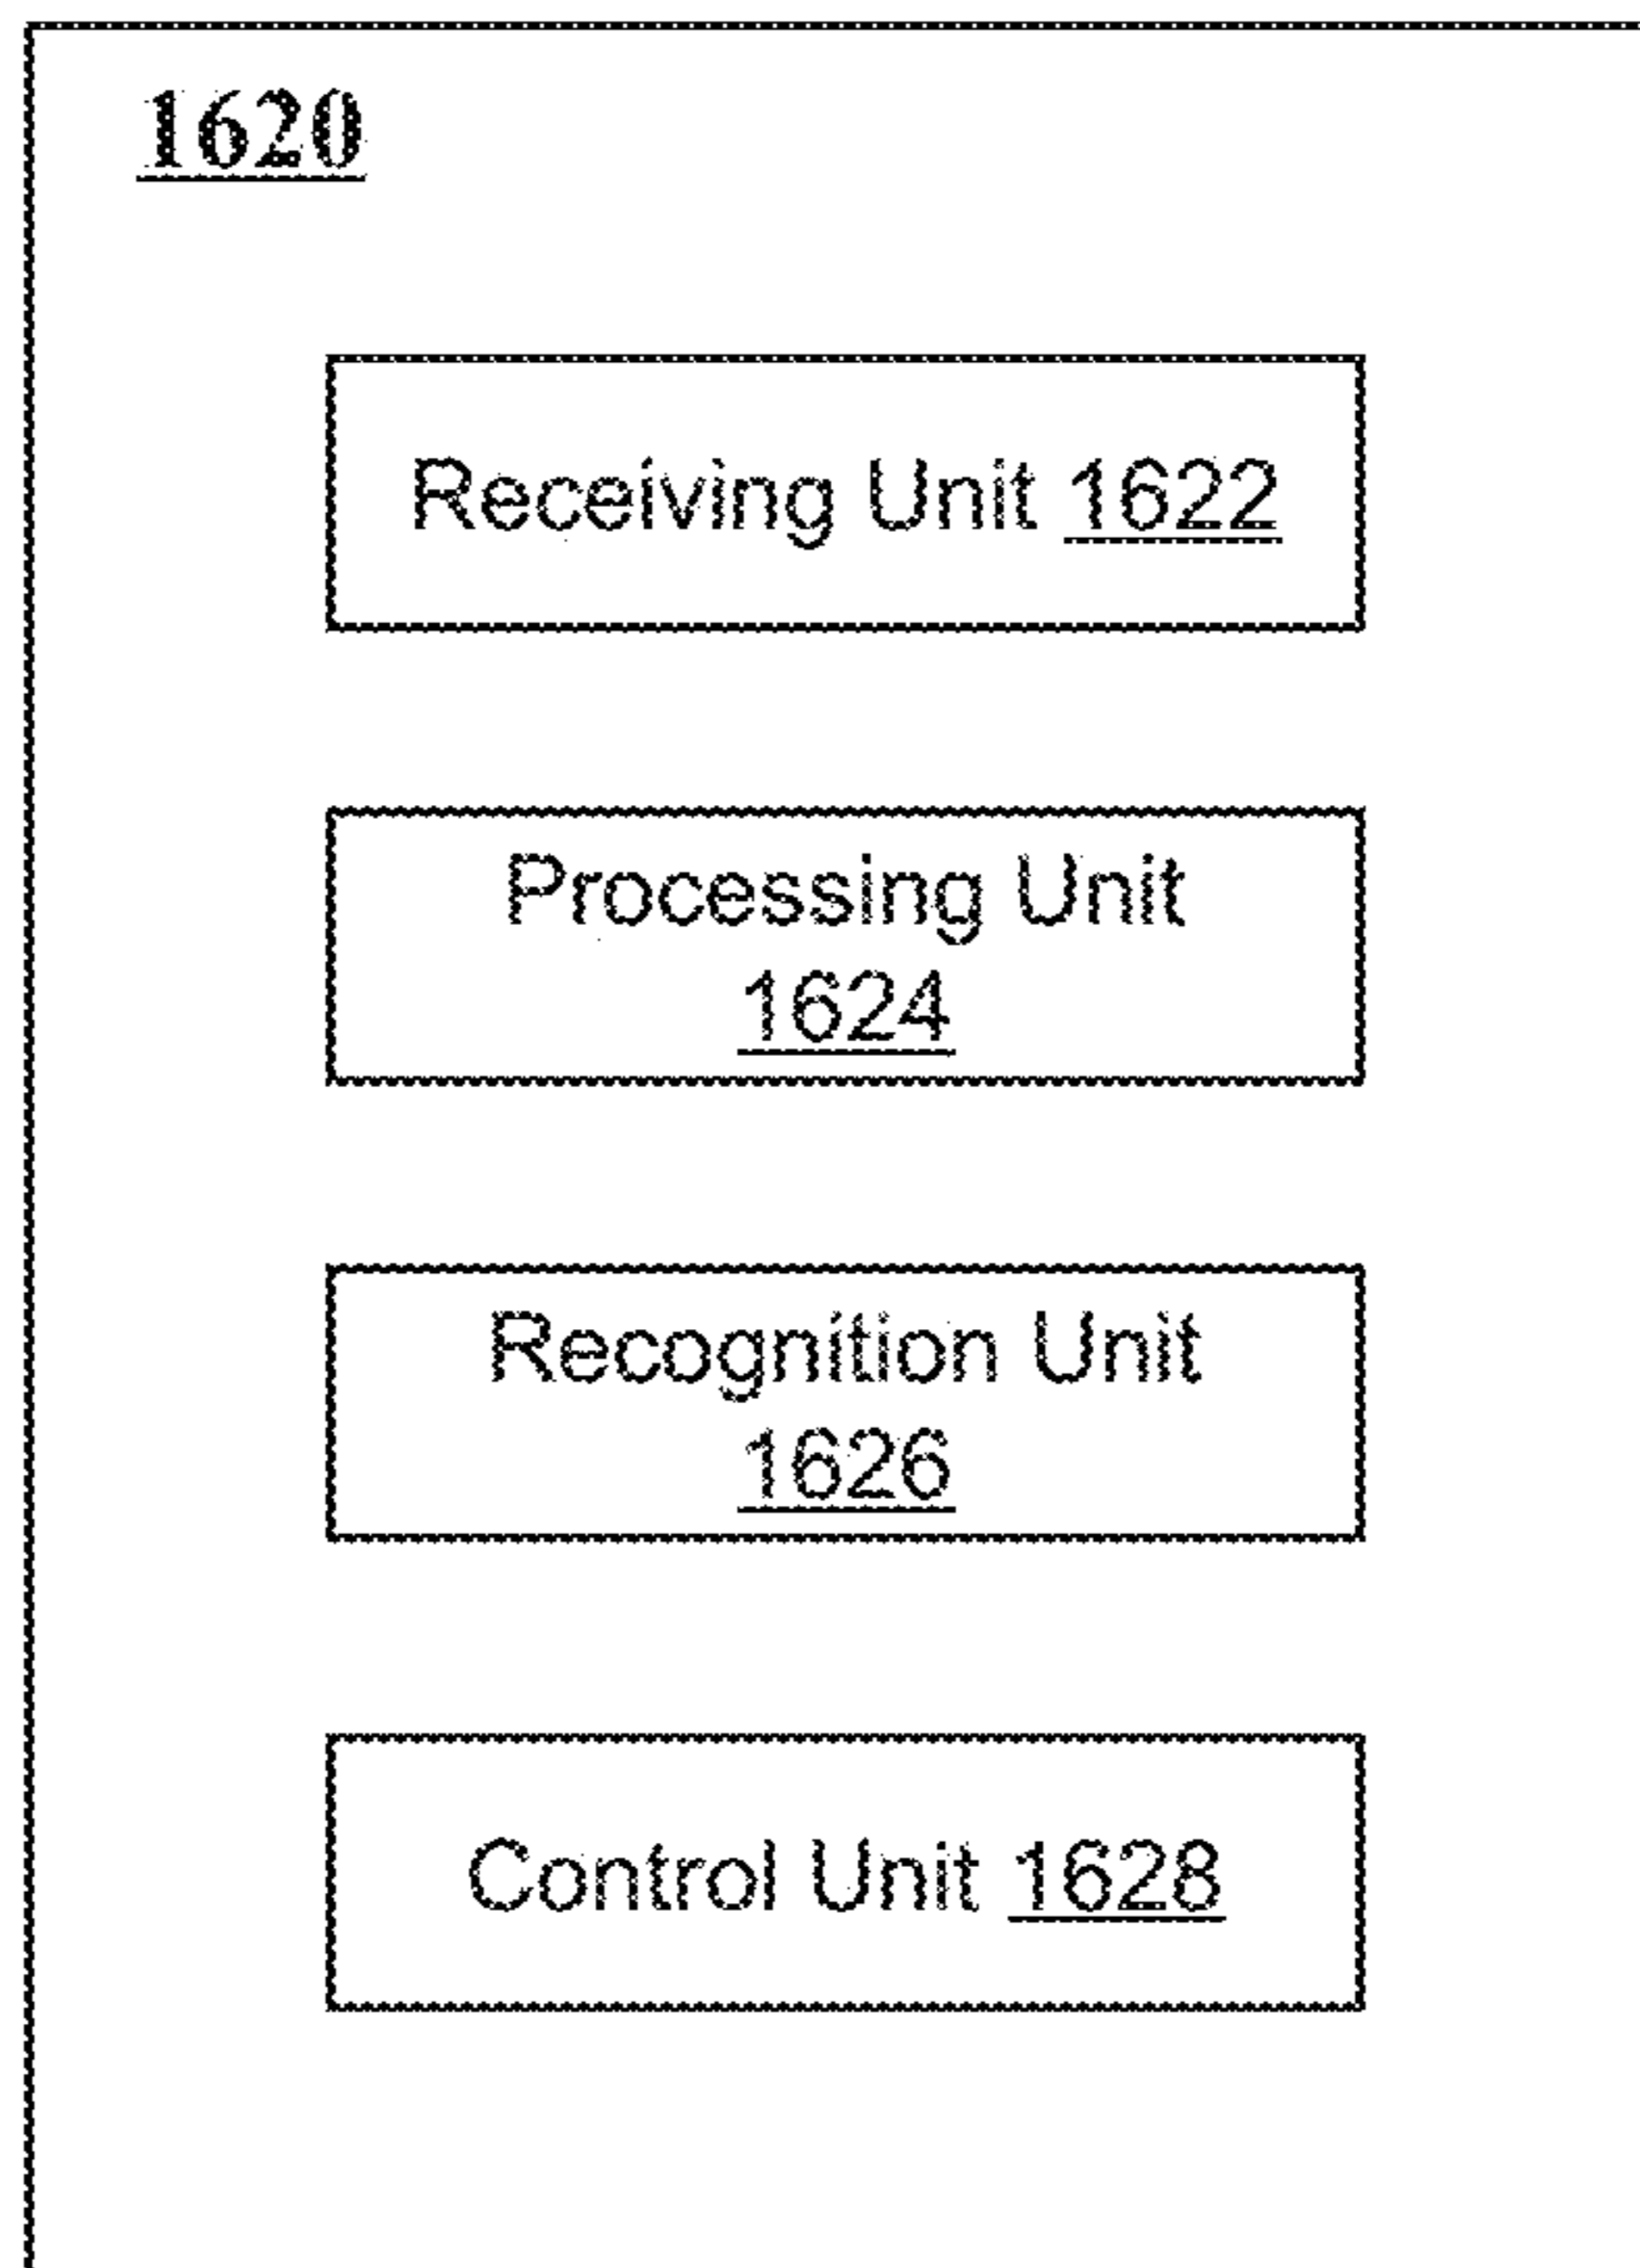 1620
Receiving Unit 1622
Processing Unit
1624
Recognition Unit
1626
Control Unit 1628